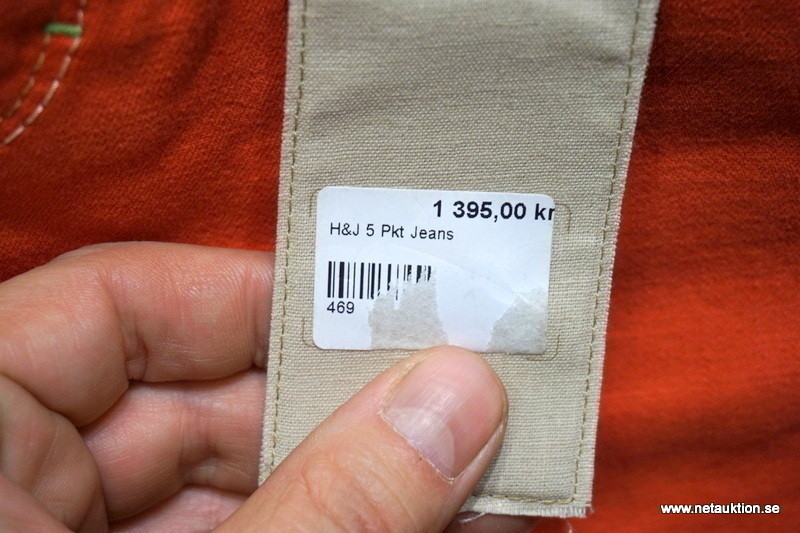 1 395,00 kr
H&J 5 Pkt Jeans
469
www.netauktion.se